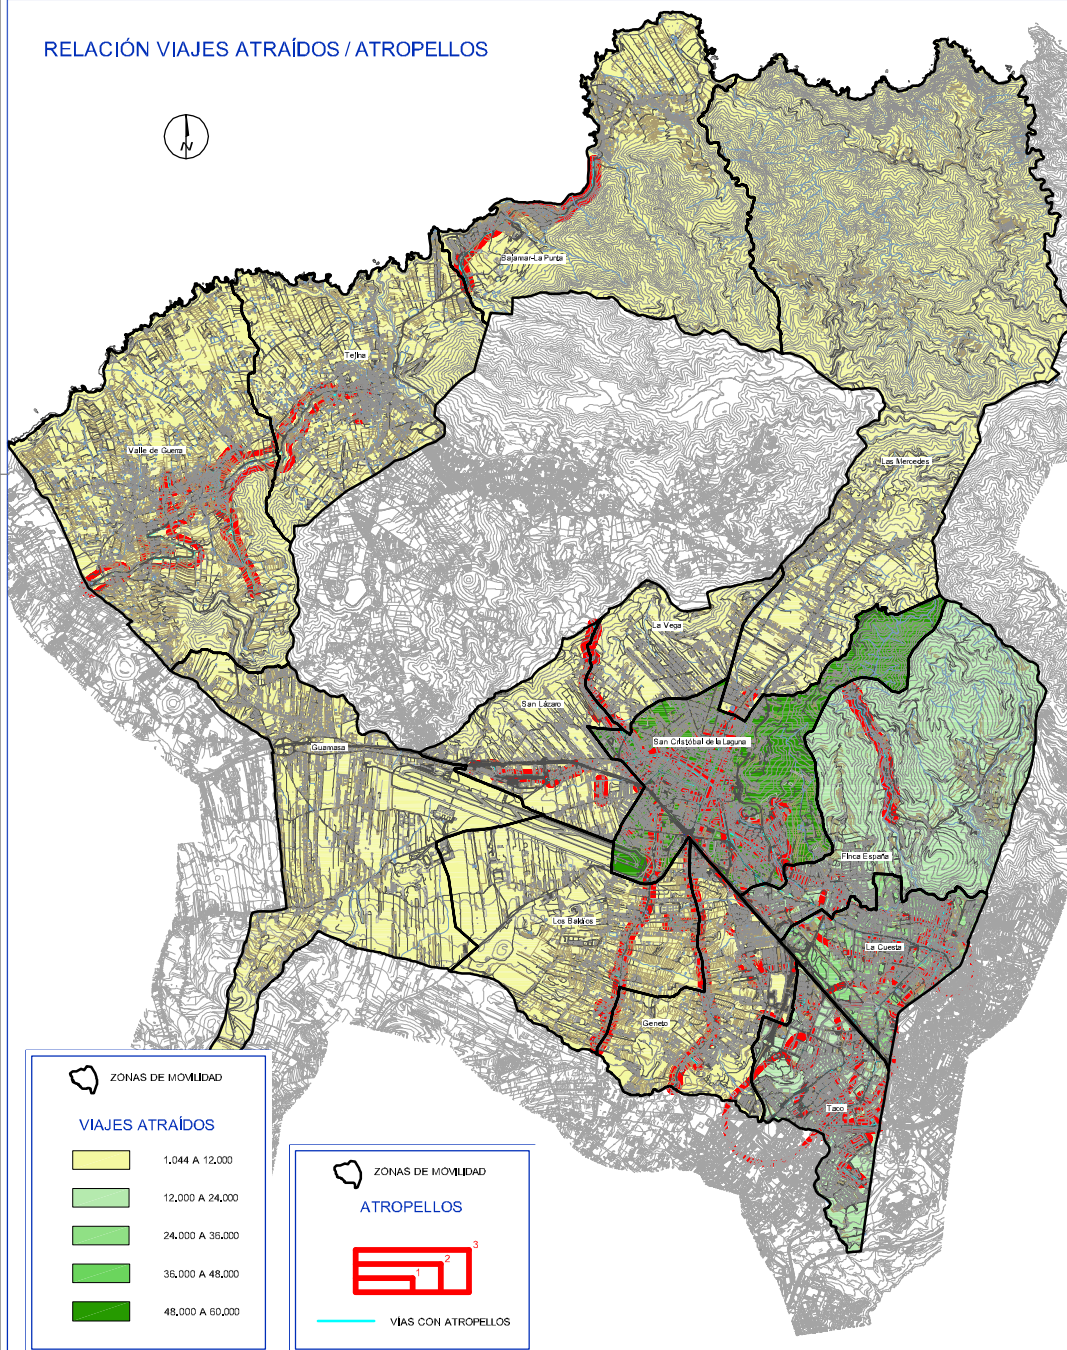 RELACIÓN VIAJES ATRAÍDOS / ATROPELLOS
N
Bajamar-La Punta
Tejina
Valle de Guerra
Las Mercedes
La Vega
San Lázaro
San Cristóbal de la Laguna
Guamasa
Finca España
Los Baldíos
La Cuesta
Geneto
Taco
ZONAS DE MOVILIDAD
VIAJES ATRAÍDOS
1.044 A 12.000
12.000 A 24.000
24.000 A 36.000
36.000 A 48.000
48.000 A 60.000
ZONAS DE MOVILIDAD
ATROPELLOS
3
2
1
VÍAS CON ATROPELLOS